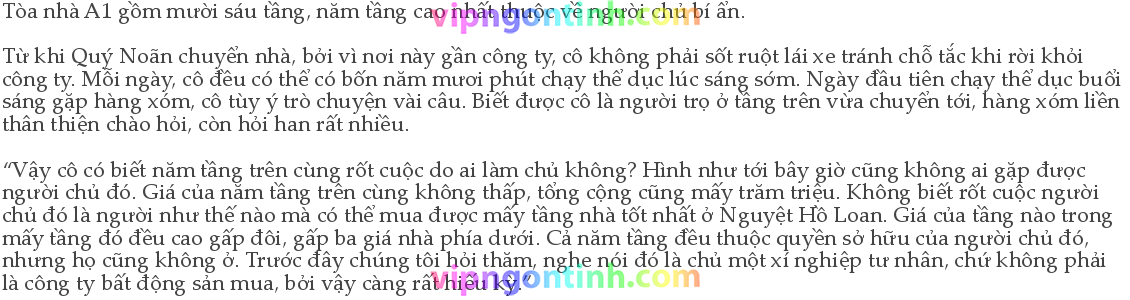 Tòa nhà A1 gồm mười sáu tầng, năm tầng cao nhất thuộc về người chủ bí ẩn.
vipngontinh.com
Từ khi Quý Noãn chuyển nhà, bởi vì nơi này gần công ty, cô không phải sốt ruột lái xe tránh chỗ tắc khi rời khỏi
công ty. Mỗi ngày, cô đều có thể có bốn năm mươi phút chạy thể dục lúc sáng sớm. Ngày đầu tiên chạy thể dục buổi
sáng gặp hàng xóm, cô tùy ý trò chuyện vài câu. Biết được cô là người trọ ở tầng trên vừa chuyển tới, hàng xóm liền
thân thiện chào hỏi, còn hỏi han rất nhiều.
“Vậy cô có biết năm tầng trên cùng rốt cuộc do ai làm chủ không? Hình như tới bây giờ cũng không ai gặp được
người chủ đó. Giá của năm tầng trên cùng không thấp, tổng cộng cũng mấy trăm triệu. Không biết rốt cuộc người
chủ đó là người như thế nào mà có thể mua được mấy tầng nhà tốt nhất ở Nguyệt Hồ Loan. Giá của tầng nào trong
mấy tầng đó đều cao gấp đôi, gấp ba giá nhà phía dưới. Cả năm tầng đều thuộc quyền sở hữu của người chủ đó,
nhưng họ cũng không ở. Trước đây chúng tôi hỏi thăm, nghe nói đó là chủ một xí nghiệp tư nhân, chứ không phải
là công ty bất động sản mua, bởi vậy càng rất hiếu kỳ.”
vipngontinh.com